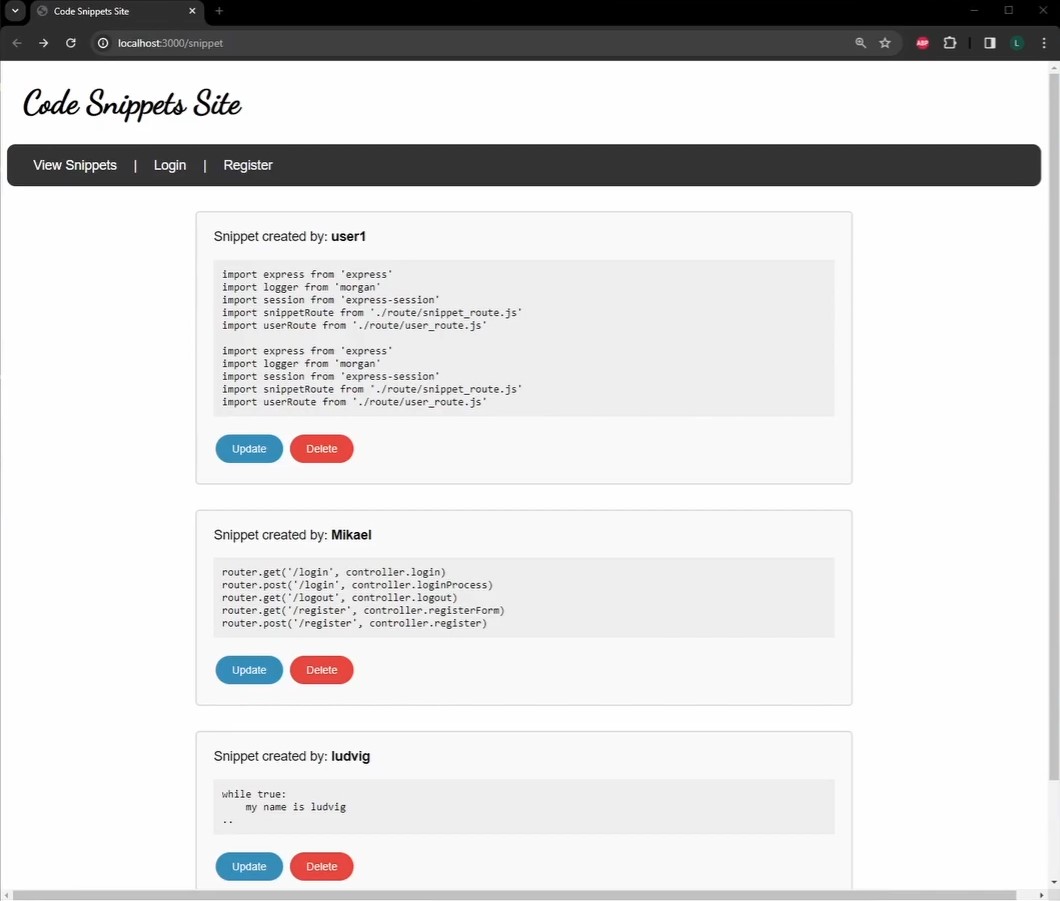 Code Snippets Site
localhost:3000/snippet
ABP
L
Code Snippets Site
View Snippets | Login | Register
Snippet created by: user1
import express from 'express'
import logger from 'morgan'
import session from 'express-session'
import snippetRoute from './route/snippet_route.js'
import userRoute from './route/user_route.js'
import express from 'express'
import logger from 'morgan'
import session from 'express-session'
import snippetRoute from './route/snippet_route.js'
import userRoute from './route/user_route.js'
Update Delete
Snippet created by: Mikael
router.get('/login', controller.login)
router.post('/login', controller.loginProcess)
router.get('/logout', controller.logout)
router.get('/register', controller.registerForm)
router.post('/register', controller.register)
Update Delete
Snippet created by: ludvig
while true:
    my name is ludvig
..
Update Delete